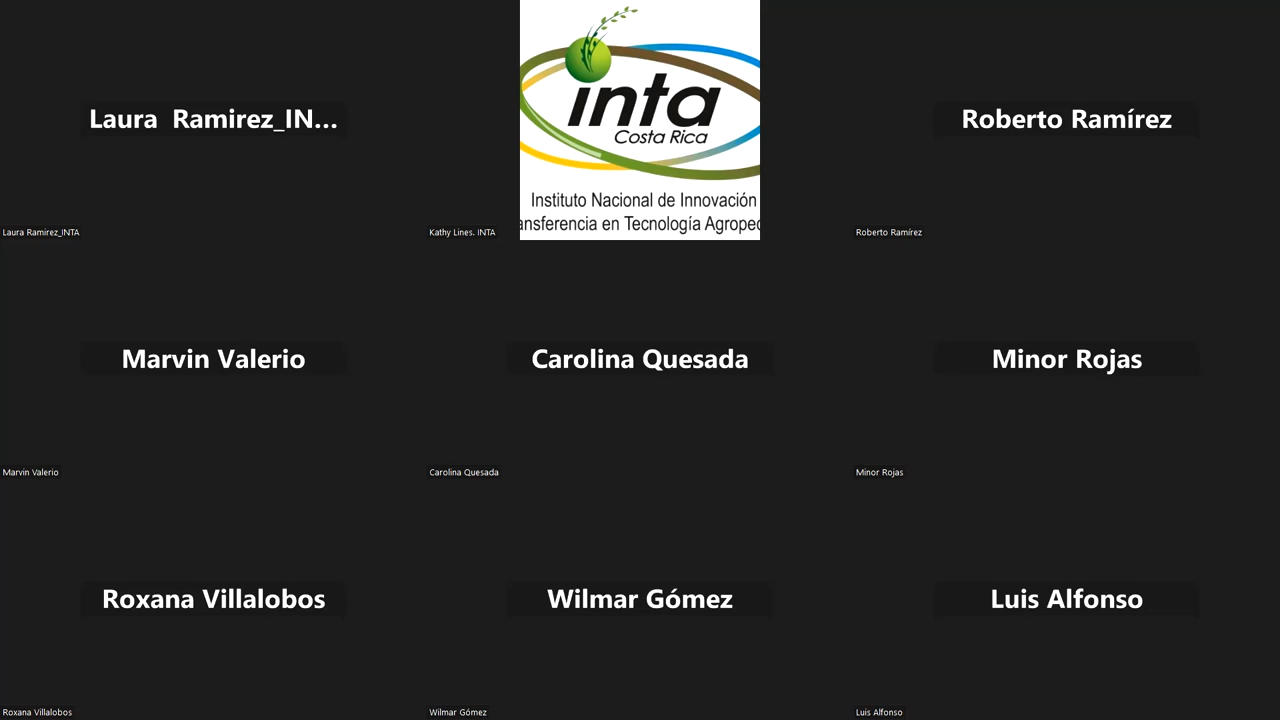 Laura Ramirez_IN...
Laura Ramirez_INTA
inta
Costa Rica
Instituto Nacional de Innovación
ansferencia en Tecnología Agropec
Kathy Lines. INTA
Roberto Ramírez
Roberto Ramírez
Marvin Valerio
Marvin Valerio
Carolina Quesada
Carolina Quesada
Minor Rojas
Minor Rojas
Roxana Villalobos
Roxana Villalobos
Wilmar Gómez
Wilmar Gómez
Luis Alfonso
Luis Alfonso